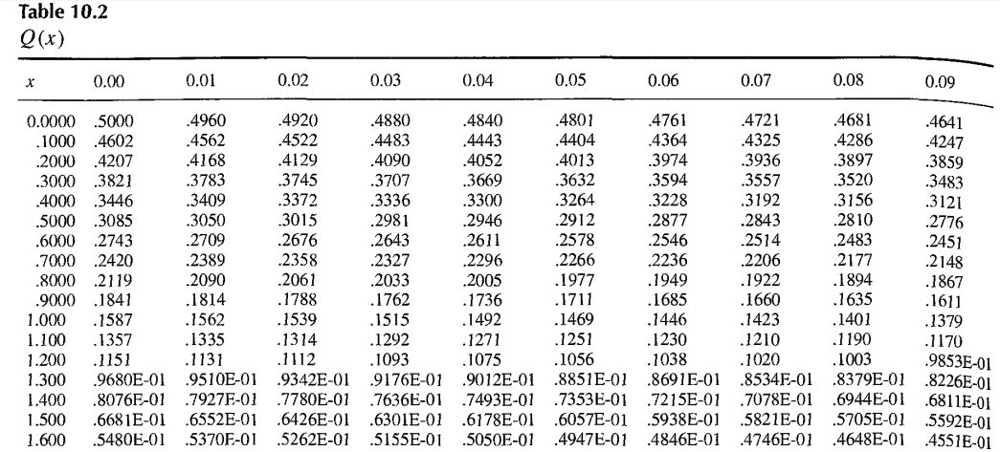 Table 10.2
Q(x)
x 0.00 0.01 0.02 0.03 0.04 0.05 0.06 0.07 0.08 0.09
0.0000 .5000 .4960 .4920 .4880 .4840 .4801 .4761 .4721 .4681 .4641
.1000 .4602 .4562 .4522 .4483 .4443 .4404 .4364 .4325 .4286 .4247
.2000 .4207 .4168 .4129 .4090 .4052 .4013 .3974 .3936 .3897 .3859
.3000 .3821 .3783 .3745 .3707 .3669 .3632 .3594 .3557 .3520 .3483
.4000 .3446 .3409 .3372 .3336 .3300 .3264 .3228 .3192 .3156 .3121
.5000 .3085 .3050 .3015 .2981 .2946 .2912 .2877 .2843 .2810 .2776
.6000 .2743 .2709 .2676 .2643 .2611 .2578 .2546 .2514 .2483 .2451
.7000 .2420 .2389 .2358 .2327 .2296 .2266 .2236 .2206 .2177 .2148
.8000 .2119 .2090 .2061 .2033 .2005 .1977 .1949 .1922 .1894 .1867
.9000 .1841 .1814 .1788 .1762 .1736 .1711 .1685 .1660 .1635 .1611
1.000 .1587 .1562 .1539 .1515 .1492 .1469 .1446 .1423 .1401 .1379
1.100 .1357 .1335 .1314 .1292 .1271 .1251 .1230 .1210 .1190 .1170
1.200 .1151 .1131 .1112 .1093 .1075 .1056 .1038 .1020 .1003 .9853E-01
1.300 .9680E-01 .9510E-01 .9342E-01 .9176E-01 .9012E-01 .8851E-01 .8691E-01 .8534E-01 .8379E-01 .8226E-01
1.400 .8076E-01 .7927E-01 .7780E-01 .7636E-01 .7493E-01 .7353E-01 .7215E-01 .7078E-01 .6944E-01 .6811E-01
1.500 .6681E-01 .6552E-01 .6426E-01 .6301E-01 .6178E-01 .6057E-01 .5938E-01 .5821E-01 .5705E-01 .5592E-01
1.600 .5480E-01 .5370E-01 .5262E-01 .5155E-01 .5050E-01 .4947E-01 .4846E-01 .4746E-01 .4648E-01 .4551E-01